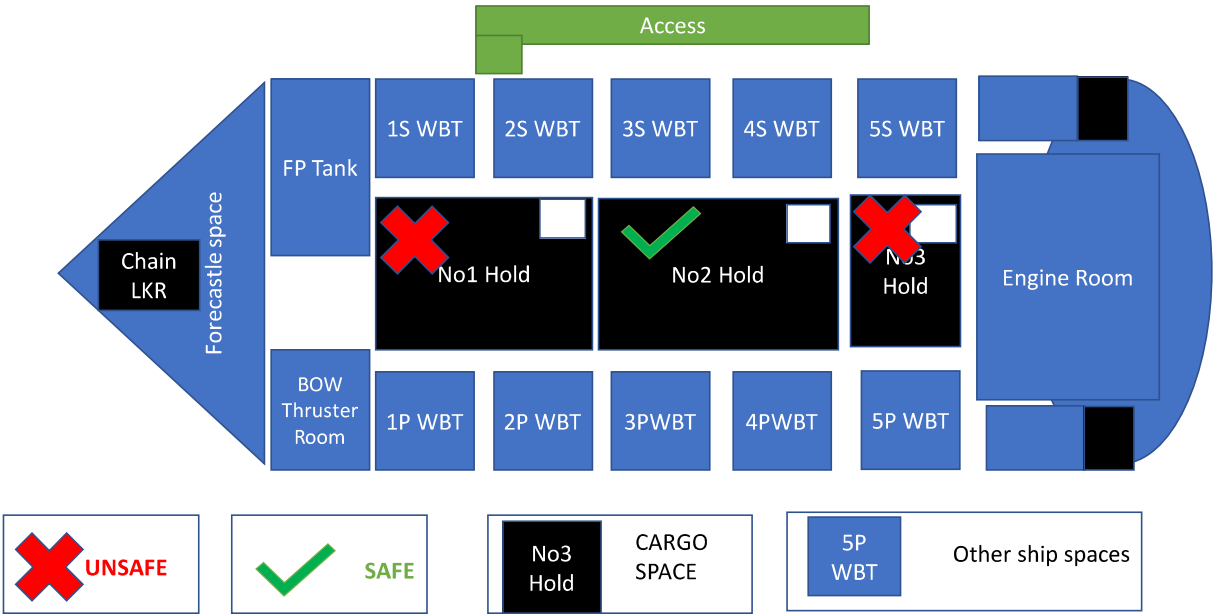 Access
1S WBT
2S WBT
3S WBT
4S WBT
5S WBT
FP Tank
Chain
LKR
Forecastle space
No1 Hold
No2 Hold
No3
Hold
Engine Room
BOW
Thruster
Room
1P WBT
2P WBT
3PWBT
4PWBT
5P WBT
UNSAFE
SAFE
No3
Hold
CARGO
SPACE
5P
WBT
Other ship spaces